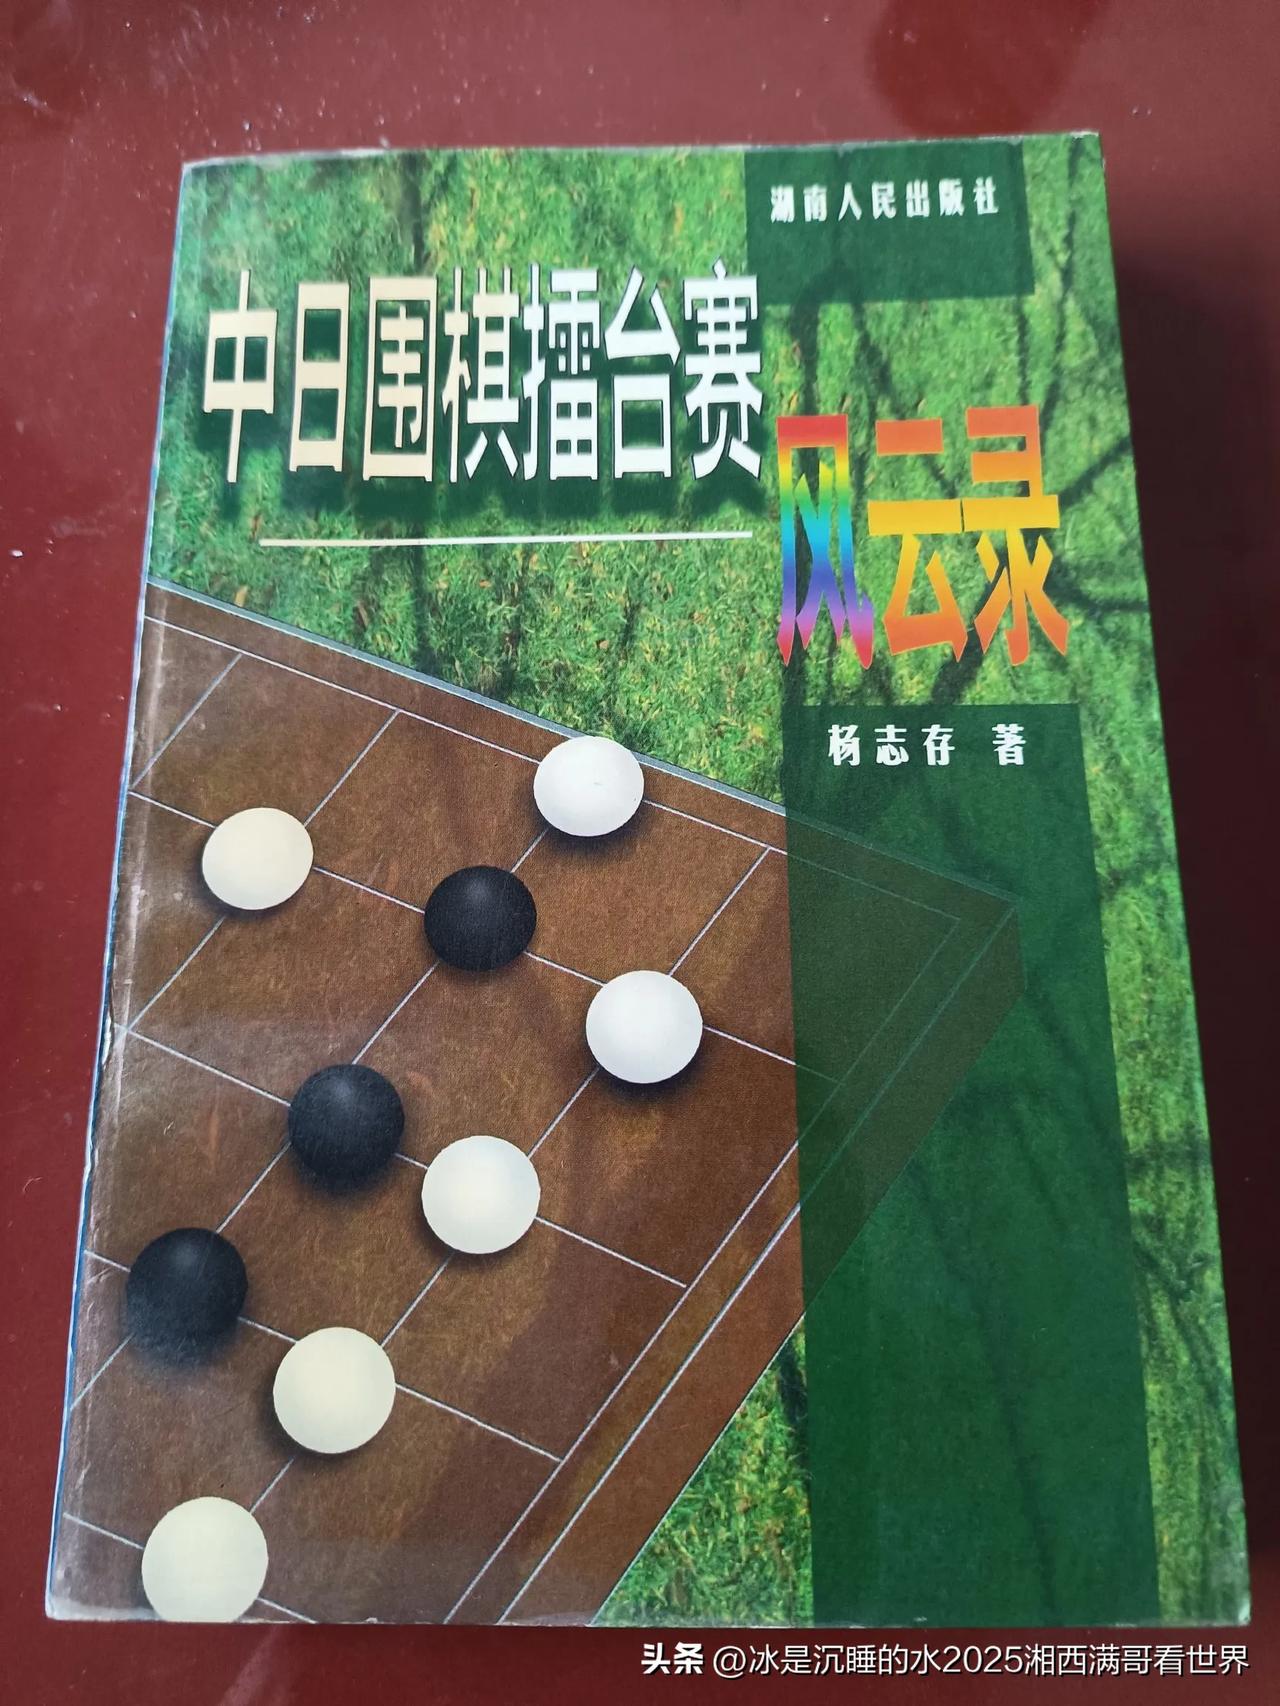 湖南人民出版社
中日围棋擂台赛
风云录
杨志存 著
头条 @冰是沉睡的水2025湘西满哥看世界